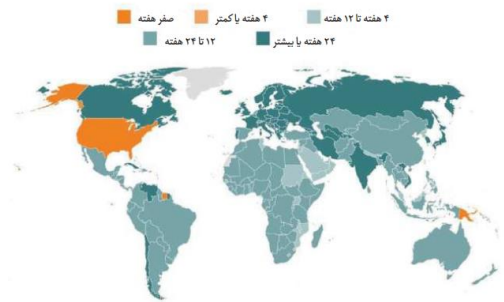 صفر هفته ۴ هفته یا کمتر ۴ هفته تا ۱۲ هفته
۱۲ تا ۲۴ هفته ۲۴ هفته یا بیشتر